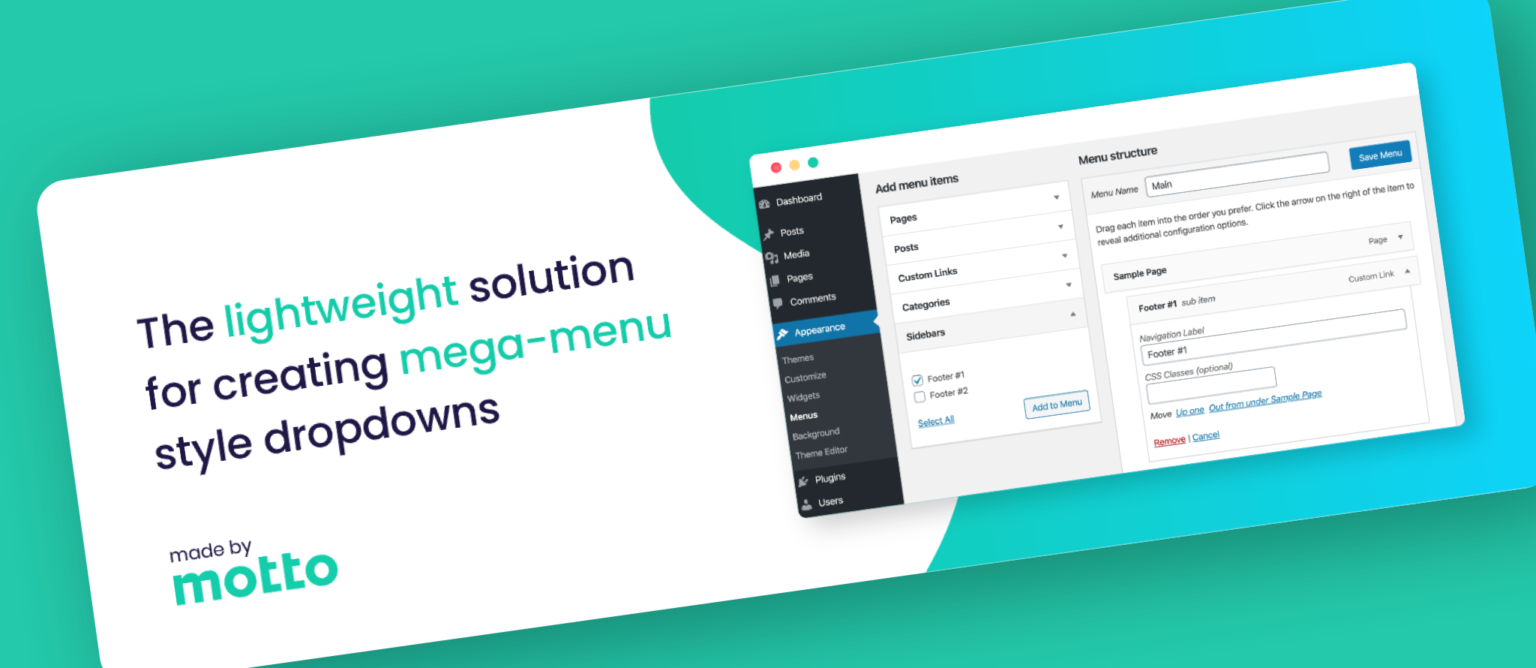 The lightweight solution
for creating mega-menu
style dropdowns
made by
motto
Dashboard
Posts
Media
Pages
Comments
Appearance
Themes
Customize
Widgets
Menus
Background
Theme Editor
Plugins
Users
Add menu items
Pages
Posts
Custom Links
Categories
Sidebars
Footer #1
Footer #2
Select All
Add to Menu
Menu structure
Menu Name Main
Save Menu
Drag each item into the order you prefer. Click the arrow on the right of the item to
reveal additional configuration options.
Sample Page Page
Footer #1 sub item Custom Link
Navigation Label
Footer #1
CSS Classes (optional)
Move Up one Out from under Sample Page
Remove | Cancel